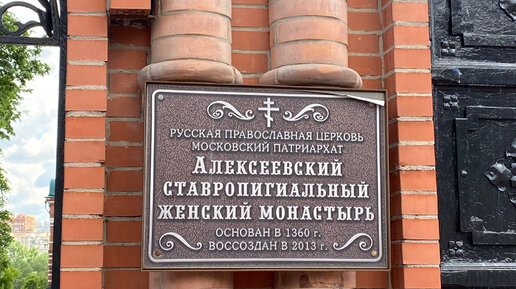 РУССКАЯ ПРАВОСЛАВНАЯ ЦЕРКОВЬ
МОСКОВСКИЙ ПАТРИАРХАТ
АЛЕКСЕЕВСКИЙ
СТАВРОПИГИАЛЬНЫЙ
ЖЕНСКИЙ МОНАСТЫРЬ
ОСНОВАН В 1360 г.
ВОССОЗДАН В 2013 г.